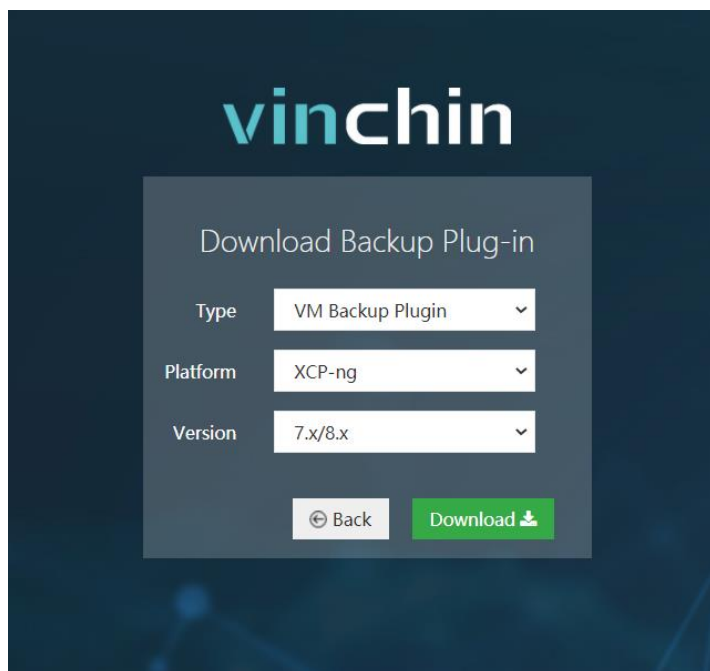 vinchin
Download Backup Plug-in
Type VM Backup Plugin
Platform XCP-ng
Version 7.x/8.x
Back Download